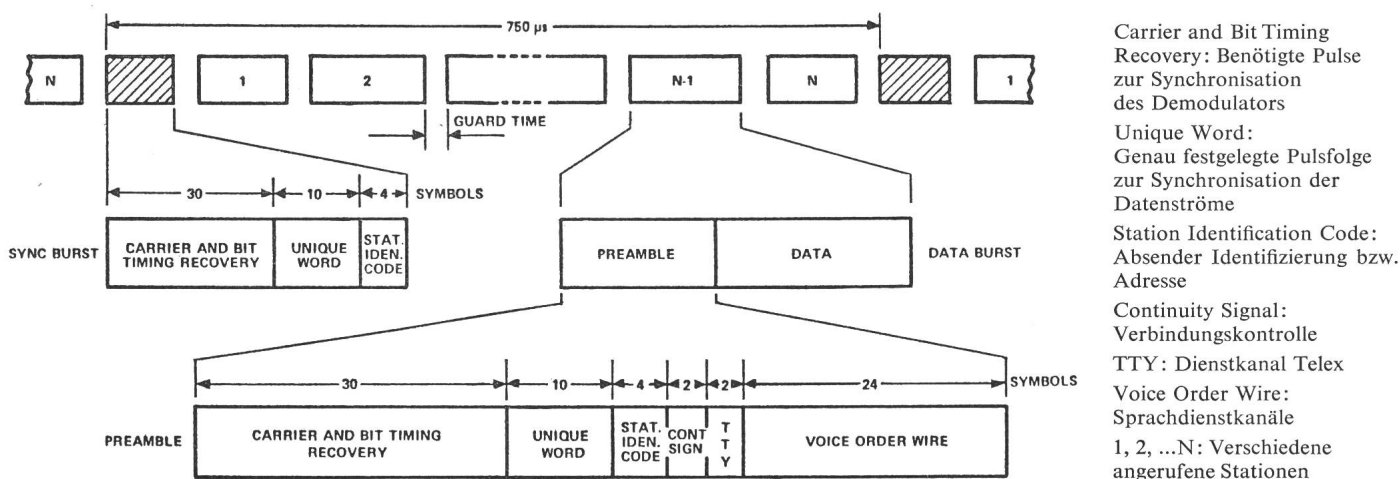 750 μs
N
1
2
N-1
N
1
GUARD TIME
30
10
4
SYMBOLS
SYNC BURST
CARRIER AND BIT
TIMING RECOVERY
UNIQUE
WORD
STAT.
IDEN.
CODE
PREAMBLE
DATA
DATA BURST
30
10
4
2
2
24
SYMBOLS
PREAMBLE
CARRIER AND BIT TIMING
RECOVERY
UNIQUE
WORD
STAT.
IDEN.
CODE
CONT
SIGN
T
T
Y
VOICE ORDER WIRE
Carrier and Bit Timing
Recovery: Benötigte Pulse
zur Synchronisation
des Demodulators
Unique Word:
Genau festgelegte Pulsfolge
zur Synchronisation der
Datenströme
Station Identification Code:
Absender Identifizierung bzw.
Adresse
Continuity Signal:
Verbindungskontrolle
TTY: Dienstkanal Telex
Voice Order Wire:
Sprachdienstkanäle
1, 2, ...N: Verschiedene
angerufene Stationen